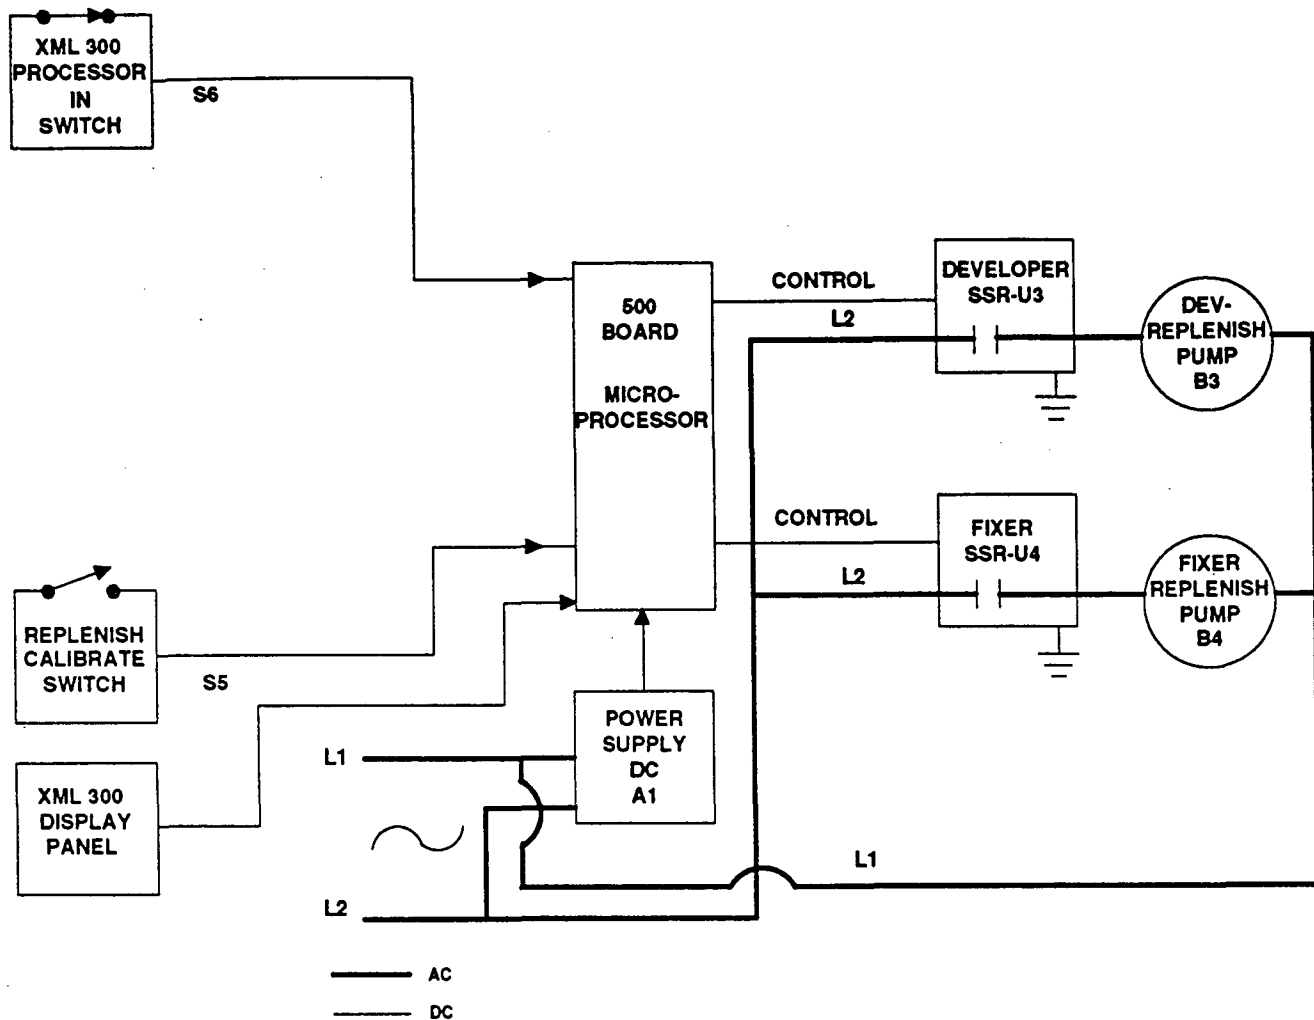 XML 300
PROCESSOR
IN
SWITCH
S6
500
BOARD
MICRO-
PROCESSOR
CONTROL
L2
DEVELOPER
SSR-U3
DEV-
REPLENISH
PUMP
B3
CONTROL
L2
FIXER
SSR-U4
FIXER
REPLENISH
PUMP
B4
REPLENISH
CALIBRATE
SWITCH
S5
POWER
SUPPLY
DC
A1
L1
XML 300
DISPLAY
PANEL
L1
L2
AC
DC